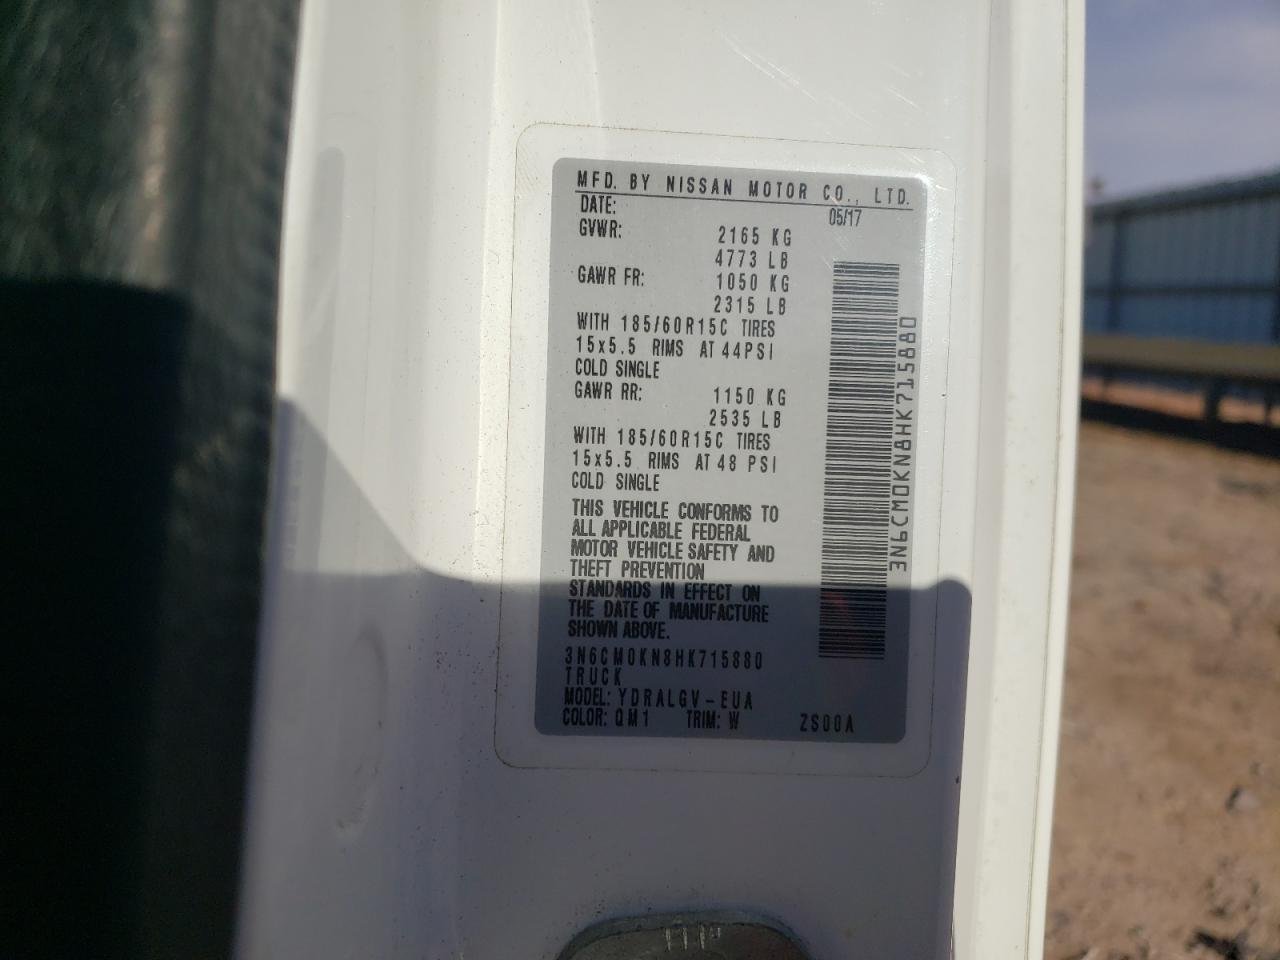 MFD. BY NISSAN MOTOR CO., LTD.
DATE: 05/17
GVWR: 2165 KG
4773 LB
GAWR FR: 1050 KG
2315 LB
WITH 185/60R15C TIRES
15x5.5 RIMS AT 44PSI
COLD SINGLE
GAWR RR: 1150 KG
2535 LB
WITH 185/60R15C TIRES
15x5.5 RIMS AT 48 PSI
COLD SINGLE
THIS VEHICLE CONFORMS TO
ALL APPLICABLE FEDERAL
MOTOR VEHICLE SAFETY AND
THEFT PREVENTION
STANDARDS IN EFFECT ON
THE DATE OF MANUFACTURE
SHOWN ABOVE.
3N6CM0KN8HK715880
TRUCK
MODEL: YDRALGV-EUA
COLOR: QM1 TRIM: W ZS00A
3N6CM0KN8HK715880